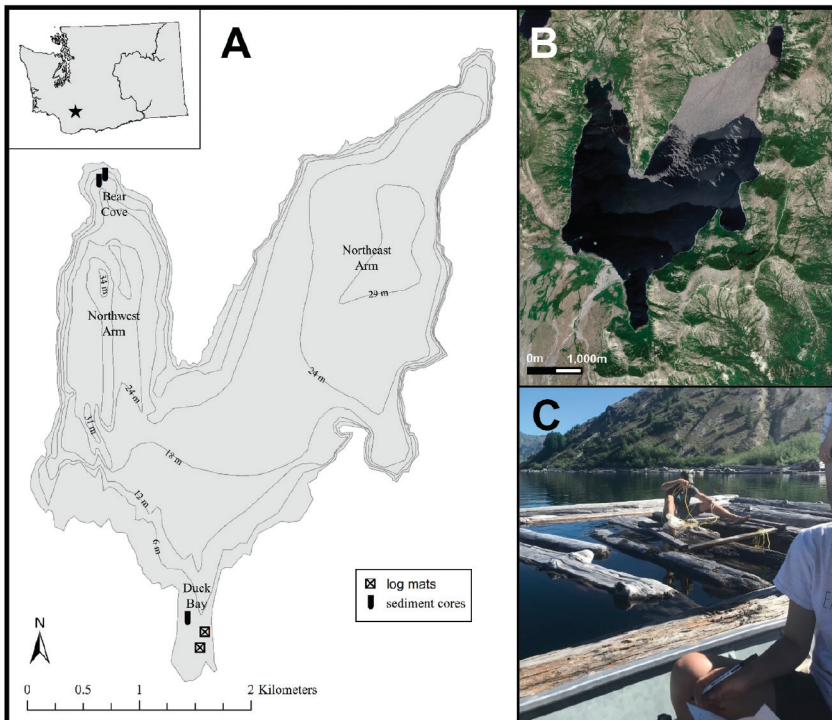 A
Bear
Cove
34 m
Northwest
Arm
Northeast
Arm
29 m
24 m
24 m
31 m
18 m
12 m
6 m
Duck
Bay
log mats
sediment cores
N
0 0.5 1 2 Kilometers
B
0m 1,000m
C